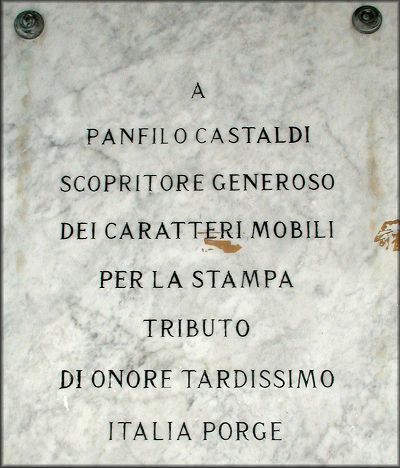 A
PANFILO CASTALDI
SCOPRITORE GENEROSO
DEI CARATTERI MOBILI
PER LA STAMPA
TRIBUTO
DI ONORE TARDISSIMO
ITALIA PORGE